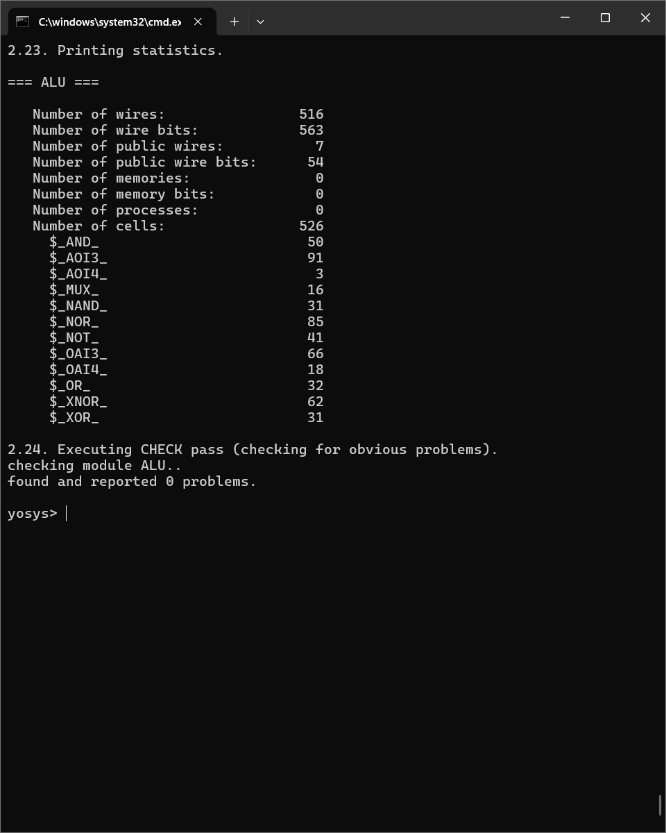 C:\windows\system32\cmd.ex
2.23. Printing statistics.
=== ALU ===
Number of wires: 516
Number of wire bits: 563
Number of public wires: 7
Number of public wire bits: 54
Number of memories: 0
Number of memory bits: 0
Number of processes: 0
Number of cells: 526
$_AND_ 50
$_AOI3_ 91
$_AOI4_ 3
$_MUX_ 16
$_NAND_ 31
$_NOR_ 85
$_NOT_ 41
$_OAI3_ 66
$_OAI4_ 18
$_OR_ 32
$_XNOR_ 62
$_XOR_ 31
2.24. Executing CHECK pass (checking for obvious problems).
checking module ALU..
found and reported 0 problems.
yosys>